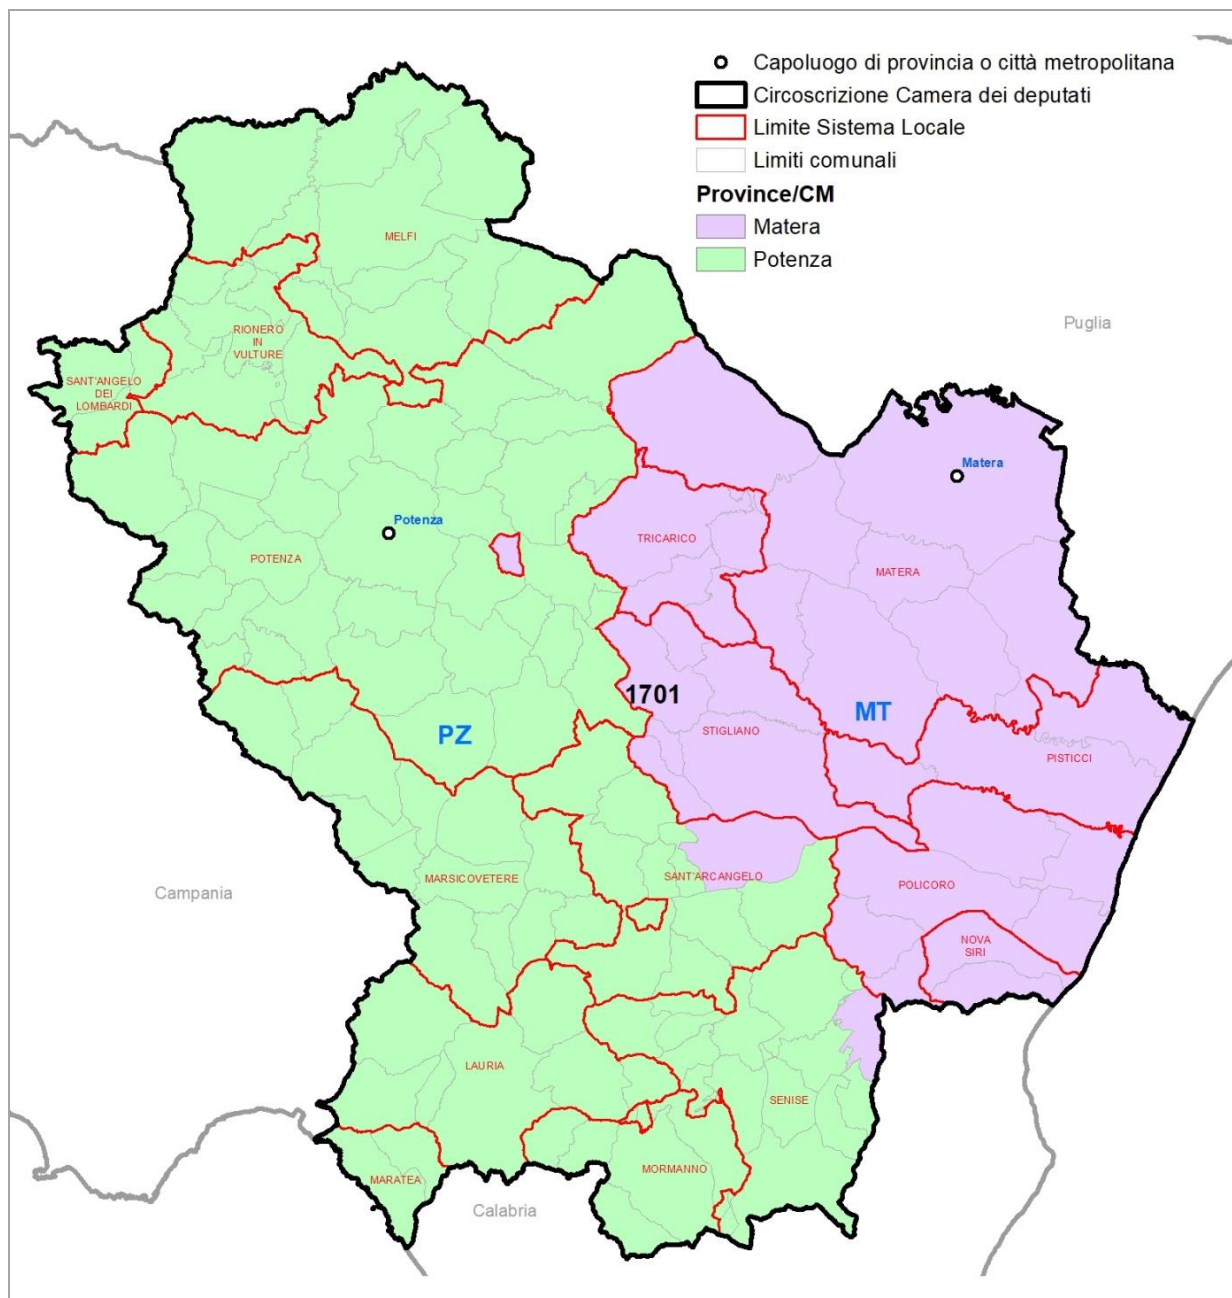 Capoluogo di provincia o città metropolitana
Circoscrizione Camera dei deputati
Limite Sistema Locale
Limiti comunali
Province/CM
Matera
Potenza
MELFI
Puglia
RIONERO
IN
VULTURE
SANT'ANGELO
DEI
LOMBARDI
Matera
Potenza
TRICARICO
POTENZA
MATERA
1701
MT
PZ
STIGLIANO
PISTICCI
MARSICOVETERE
SANT'ARCANGELO
POLICORO
Campania
NOVA
SIRI
LAURIA
SENISE
MORMANNO
MARATEA
Calabria